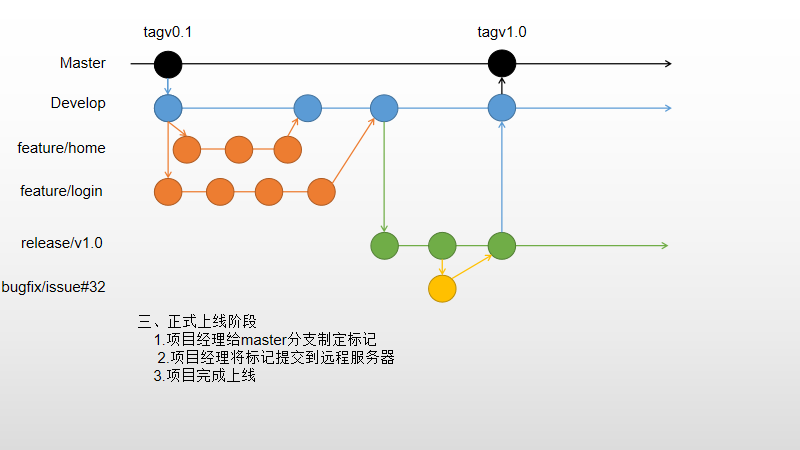 tagv0.1
tagv1.0
Master
Develop
feature/home
feature/login
release/v1.0
bugfix/issue#32
三、正式上线阶段
1.项目经理给master分支制定标记
2.项目经理将标记提交到远程服务器
3.项目完成上线